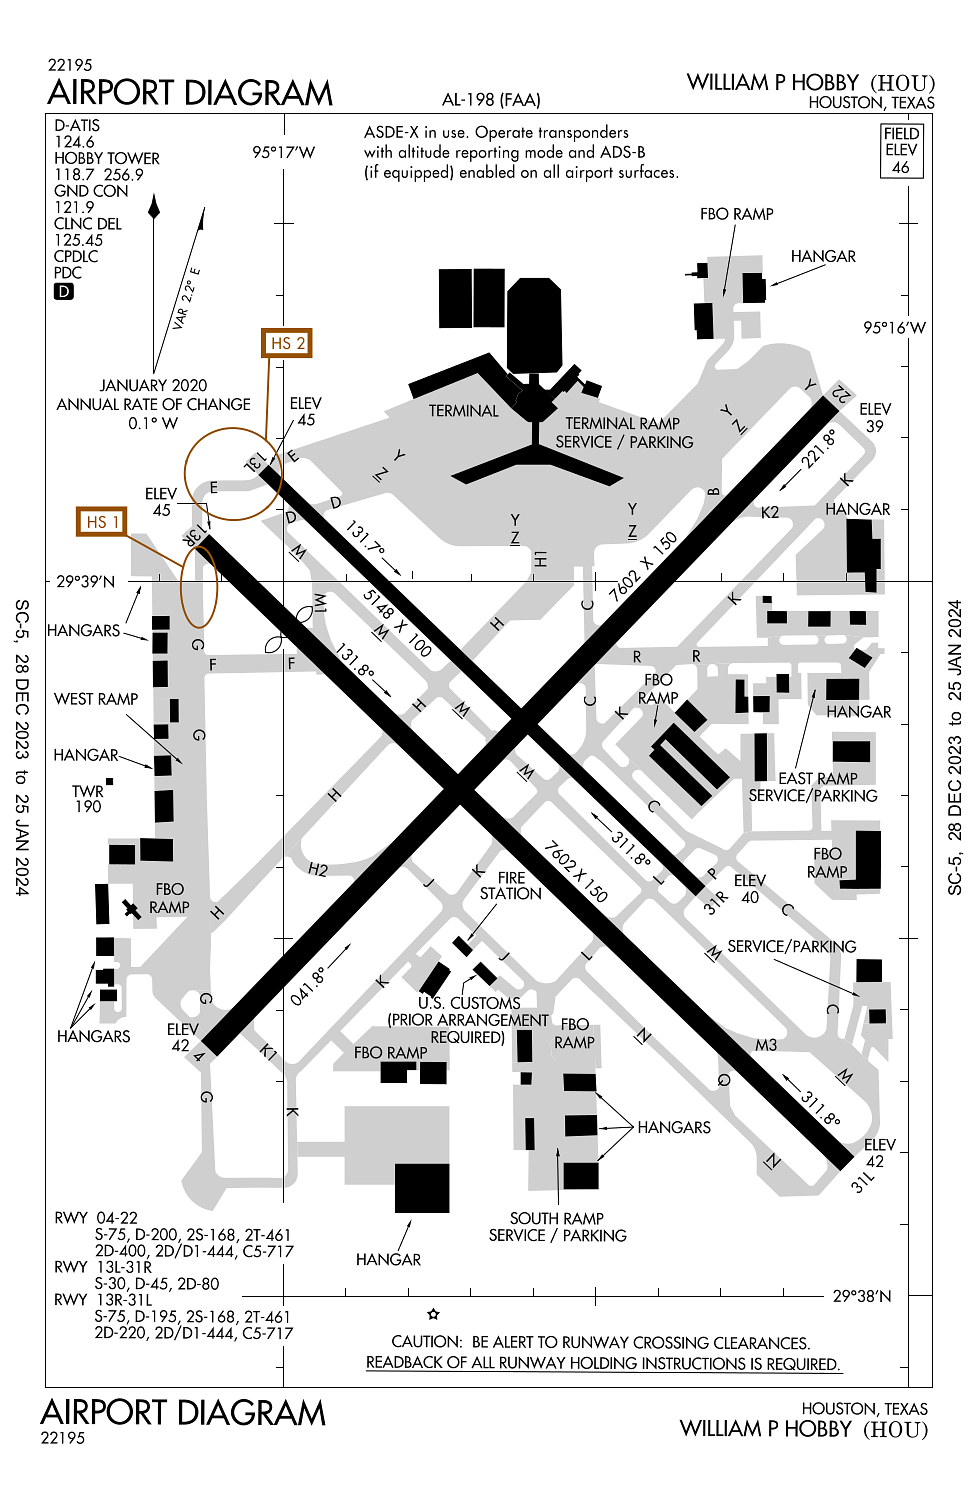 22195
AIRPORT DIAGRAM
AL-198 (FAA)
WILLIAM P HOBBY (HOU)
HOUSTON, TEXAS
D-ATIS
124.6
HOBBY TOWER
118.7 256.9
GND CON
121.9
CLNC DEL
125.45
CPDLC
PDC
D
95°17'W
ASDE-X in use. Operate transponders
with altitude reporting mode and ADS-B
(if equipped) enabled on all airport surfaces.
FIELD
ELEV
46
VAR 2.2° E
JANUARY 2020
ANNUAL RATE OF CHANGE
0.1° W
FBO RAMP
HANGAR
95°16'W
HS 2
ELEV
45
TERMINAL
TERMINAL RAMP
SERVICE / PARKING
Y
22
ELEV
39
Y
Z
221.8°
13L
E
E
Y
Z
K
ELEV
45
HS 1
D
D
B
K2
HANGAR
13R
M
131.7°
Y
Z
Y
Z
H1
7602 X 150
29°39'N
HANGARS
M1
5148 X 100
M
H
C
K
G
F
F
131.8°
R
R
FBO
RAMP
WEST RAMP
H
M
C
K
HANGAR
G
HANGAR
TWR
190
M
EAST RAMP
SERVICE/PARKING
H
C
311.8°
H2
J
K
7602 X 150
L
P
31R
ELEV
40
FBO
RAMP
FIRE
STATION
FBO
RAMP
H
C
M
SERVICE/PARKING
041.8°
K
J
L
G
U.S. CUSTOMS
(PRIOR ARRANGEMENT
REQUIRED)
FBO
RAMP
C
HANGARS
ELEV
42
4
K1
FBO RAMP
N
M3
M
G
K
Q
311.8°
HANGARS
ELEV
42
31L
N
SOUTH RAMP
SERVICE / PARKING
HANGAR
RWY 04-22
S-75, D-200, 2S-168, 2T-461
2D-400, 2D/D1-444, C5-717
RWY 13L-31R
S-30, D-45, 2D-80
RWY 13R-31L
S-75, D-195, 2S-168, 2T-461
2D-220, 2D/D1-444, C5-717
29°38'N
CAUTION: BE ALERT TO RUNWAY CROSSING CLEARANCES.
READBACK OF ALL RUNWAY HOLDING INSTRUCTIONS IS REQUIRED.
SC-5, 28 DEC 2023 to 25 JAN 2024
SC-5, 28 DEC 2023 to 25 JAN 2024
AIRPORT DIAGRAM
22195
HOUSTON, TEXAS
WILLIAM P HOBBY (HOU)